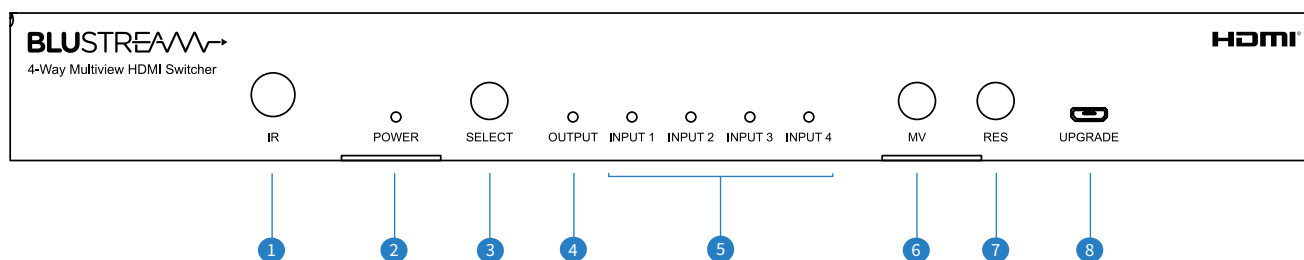 BLUSTREAM
HDMI
4-Way Multiview HDMI Switcher
IR
POWER
SELECT
OUTPUT
INPUT 1
INPUT 2
INPUT 3
INPUT 4
MV
RES
UPGRADE
1
2
3
4
5
6
7
8